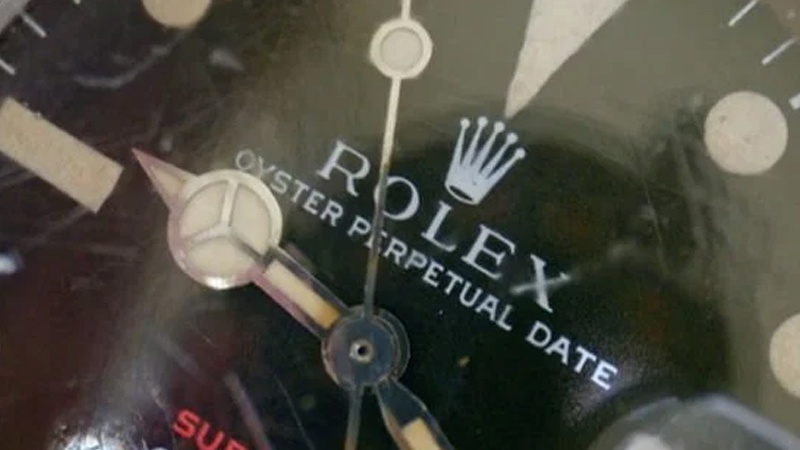 ROLEX
OYSTER PERPETUAL DATE